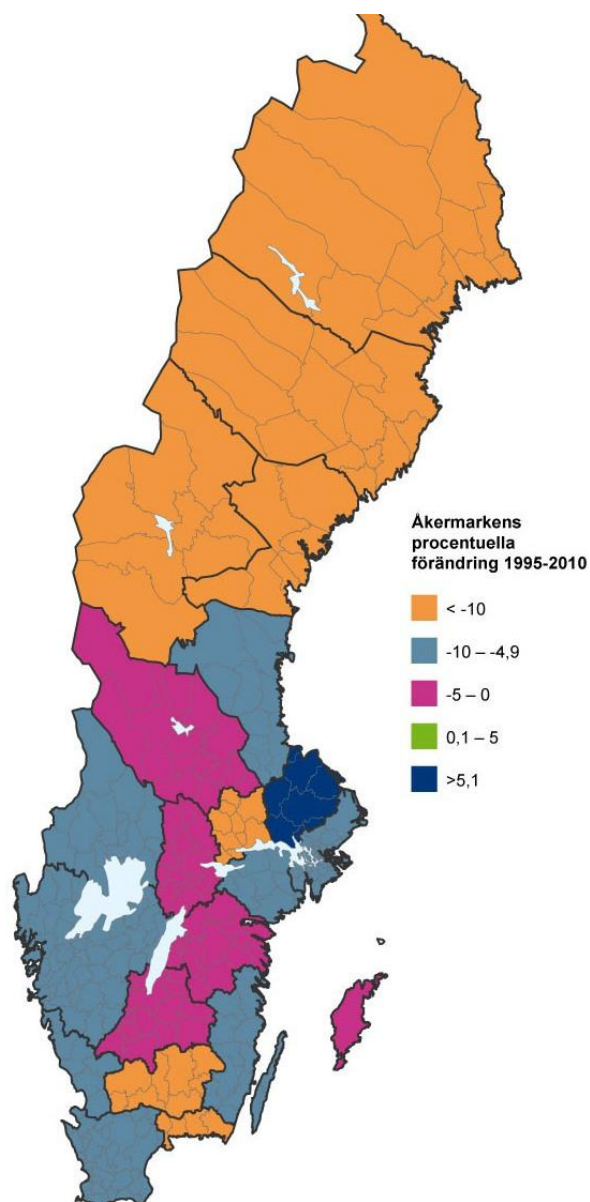 Åkermarkens
procentuella
förändring 1995-2010
< -10
-10 – -4,9
-5 – 0
0,1 – 5
>5,1